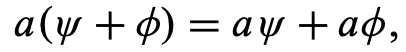 a(ψ + ϕ) = aψ + aϕ,